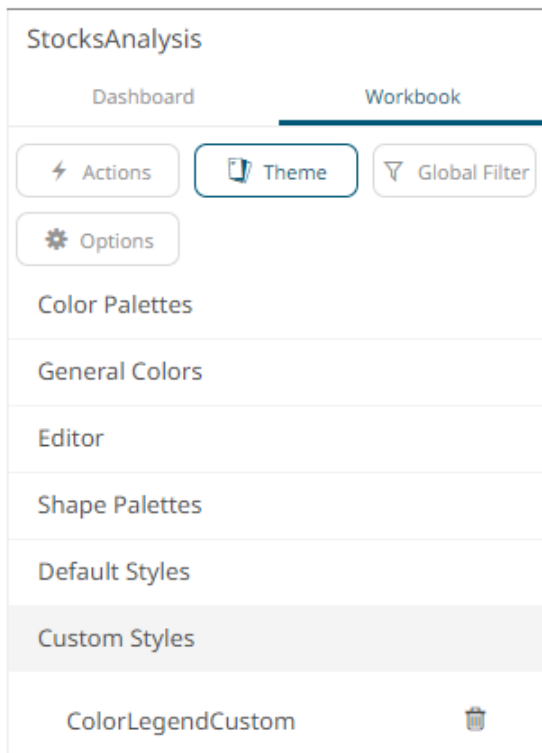 StocksAnalysis
Dashboard Workbook
Actions Theme Global Filter
Options
Color Palettes
General Colors
Editor
Shape Palettes
Default Styles
Custom Styles
ColorLegendCustom